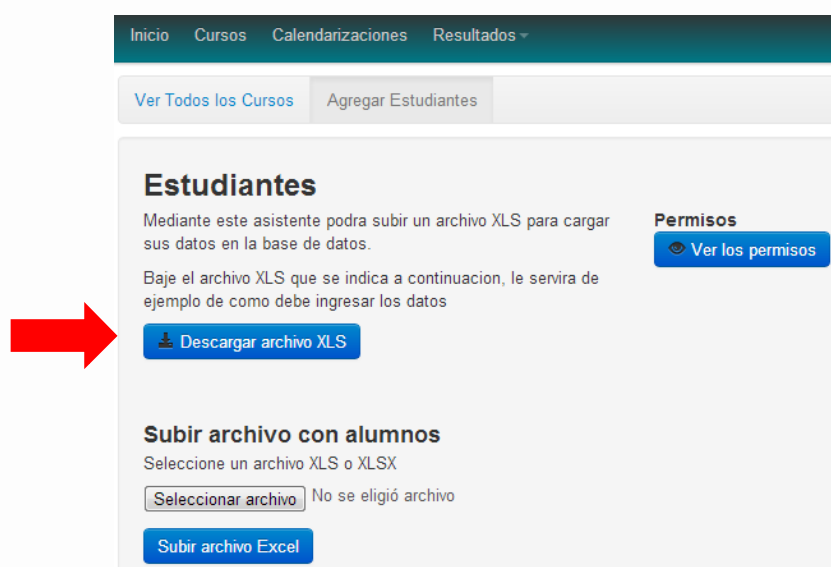 Inicio Cursos Calendarizaciones Resultados
Ver Todos los Cursos Agregar Estudiantes
Estudiantes
Mediante este asistente podra subir un archivo XLS para cargar
sus datos en la base de datos.
Permisos
Ver los permisos
Baje el archivo XLS que se indica a continuacion, le servira de
ejemplo de como debe ingresar los datos
Descargar archivo XLS
Subir archivo con alumnos
Seleccione un archivo XLS o XLSX
Seleccionar archivo No se eligió archivo
Subir archivo Excel